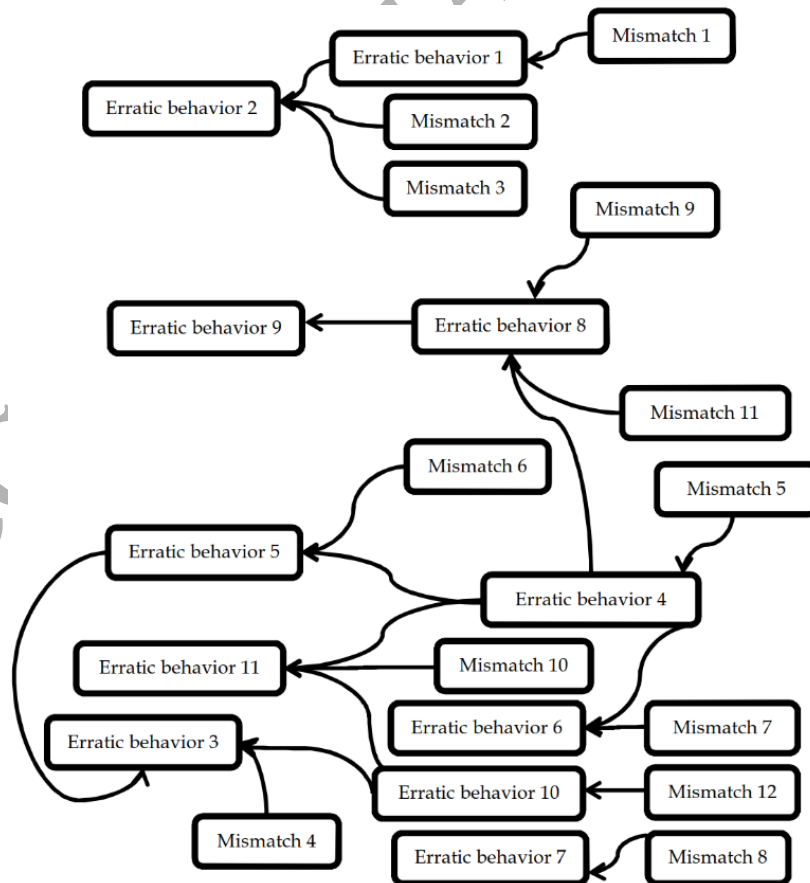 Mismatch 1
Erratic behavior 1
Erratic behavior 2
Mismatch 2
Mismatch 3
Mismatch 9
Erratic behavior 9
Erratic behavior 8
Mismatch 11
Mismatch 6
Mismatch 5
Erratic behavior 5
Erratic behavior 4
Erratic behavior 11
Mismatch 10
Erratic behavior 6
Mismatch 7
Erratic behavior 3
Erratic behavior 10
Mismatch 12
Mismatch 4
Erratic behavior 7
Mismatch 8